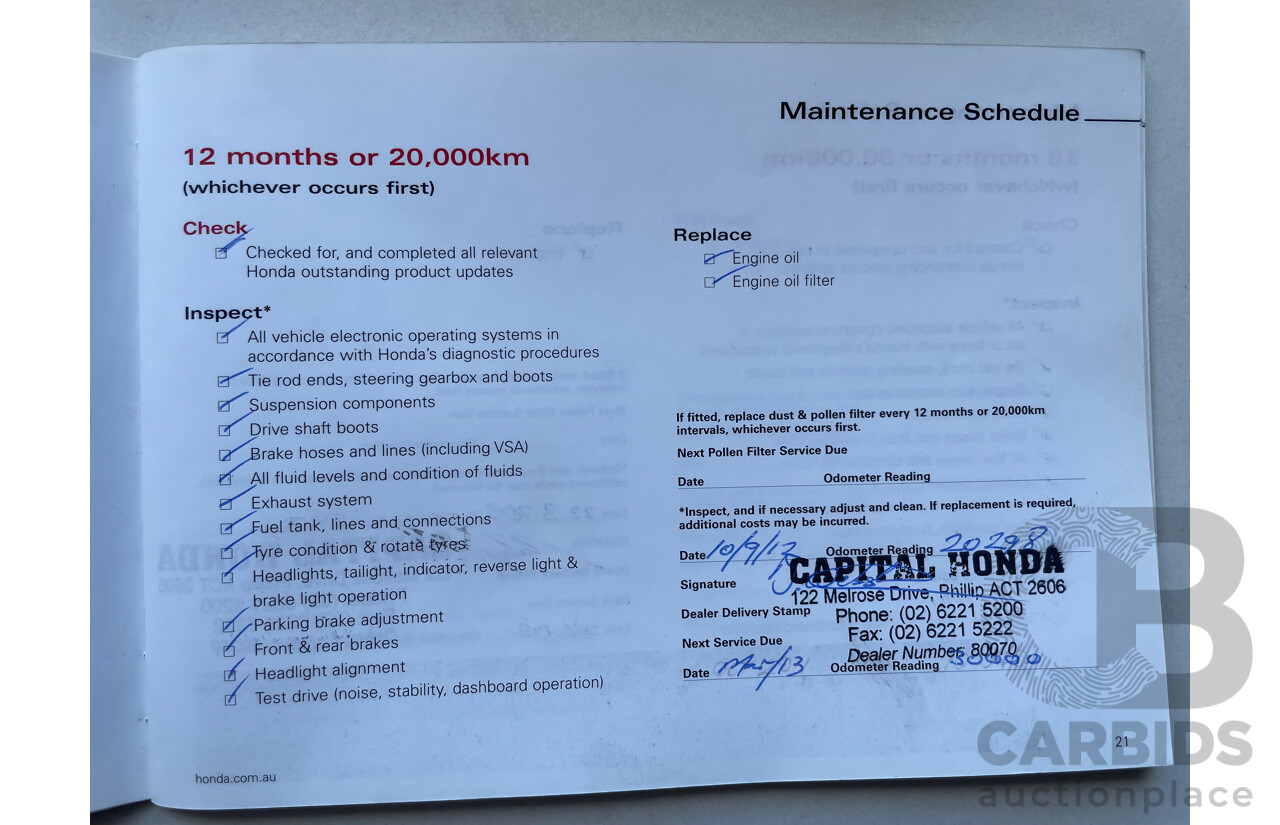 Maintenance Schedule
12 months or 20,000km
(whichever occurs first)
Check
Checked for, and completed all relevant
Honda outstanding product updates
Inspect*
All vehicle electronic operating systems in
accordance with Honda's diagnostic procedures
Tie rod ends, steering gearbox and boots
Suspension components
Drive shaft boots
Brake hoses and lines (including VSA)
All fluid levels and condition of fluids
Exhaust system
Fuel tank, lines and connections
Tyre condition & rotate tyres
Headlights, tailight, indicator, reverse light &
brake light operation
Parking brake adjustment
Front & rear brakes
Headlight alignment
Test drive (noise, stability, dashboard operation)
honda.com.au
Replace
Engine oil
Engine oil filter
If fitted, replace dust & pollen filter every 12 months or 20,000km
intervals, whichever occurs first.
Next Pollen Filter Service Due
Date Odometer Reading
*Inspect, and if necessary adjust and clean. If replacement is required,
additional costs may be incurred.
Date 10/9/12 Odometer Reading 20298
Signature
CAPITAL HONDA
122 Melrose Drive, Phillip ACT 2606
Dealer Delivery Stamp
Phone: (02) 6221 5200
Fax: (02) 6221 5222
Next Service Due
Dealer Number 80070
Date Mar/13 Odometer Reading 30000
21
B
CARBIDS
auctionplace